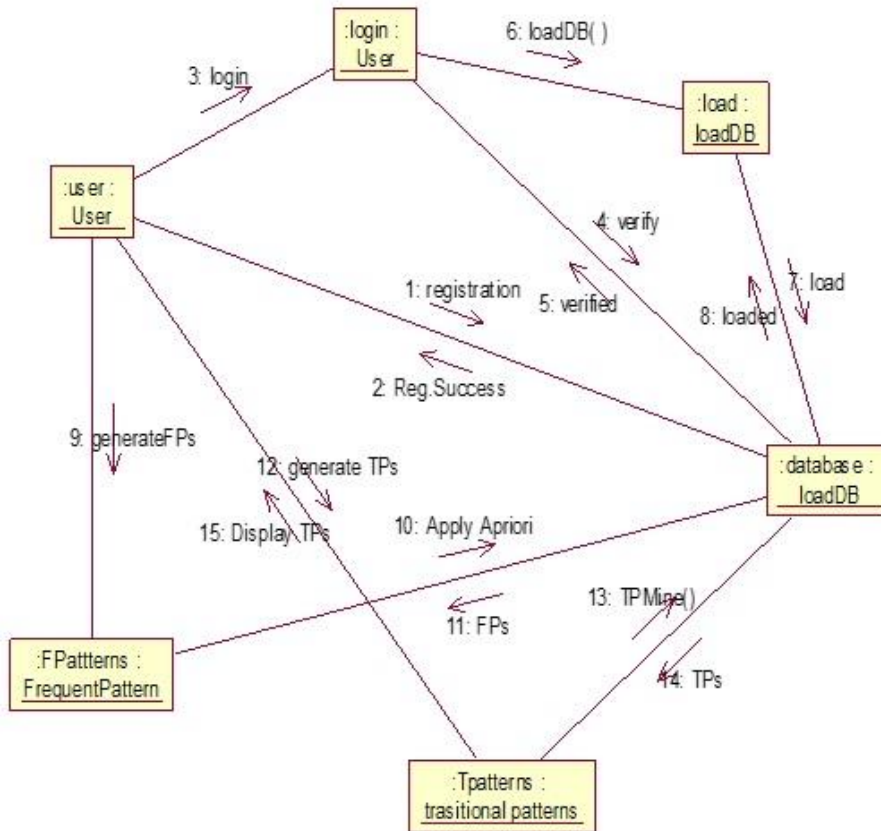 :login :
User
6: loadDB( )
3: login
:load :
loadDB
:user :
User
4: verify
1: registration
5: verified
7: load
8: loaded
2: Reg.Success
9: generateFPs
12: generate TPs
:database :
loadDB
15: Display TPs
10: Apply Apriori
13: TPMine()
11: FPs
14: TPs
:FPattterns :
FrequentPattern
:Tpatterns :
trasitional patterns